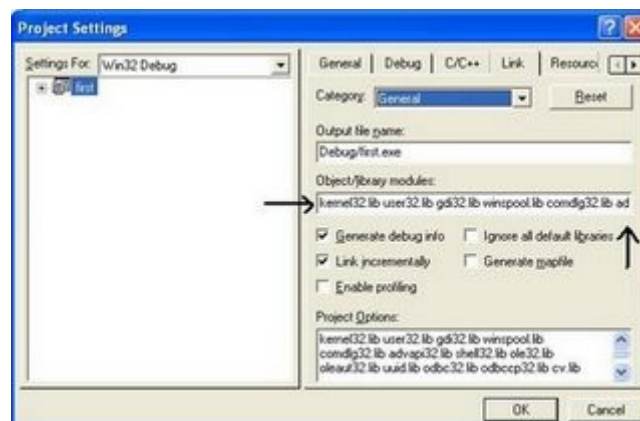 Project Settings
Settings For: Win32 Debug
first
General Debug C/C++ Link Resourc
Category: General Reset
Output file name:
Debug/first.exe
Object/library modules:
kernel32.lib user32.lib gdi32.lib winspool.lib comdlg32.lib ad
Generate debug info Ignore all default libraries
Link incrementally Generate mapfile
Enable profiling
Project Options:
kernel32.lib user32.lib gdi32.lib winspool.lib
comdlg32.lib advapi32.lib shell32.lib ole32.lib
oleaut32.lib uuid.lib odbc32.lib odbccp32.lib cv.lib
OK Cancel